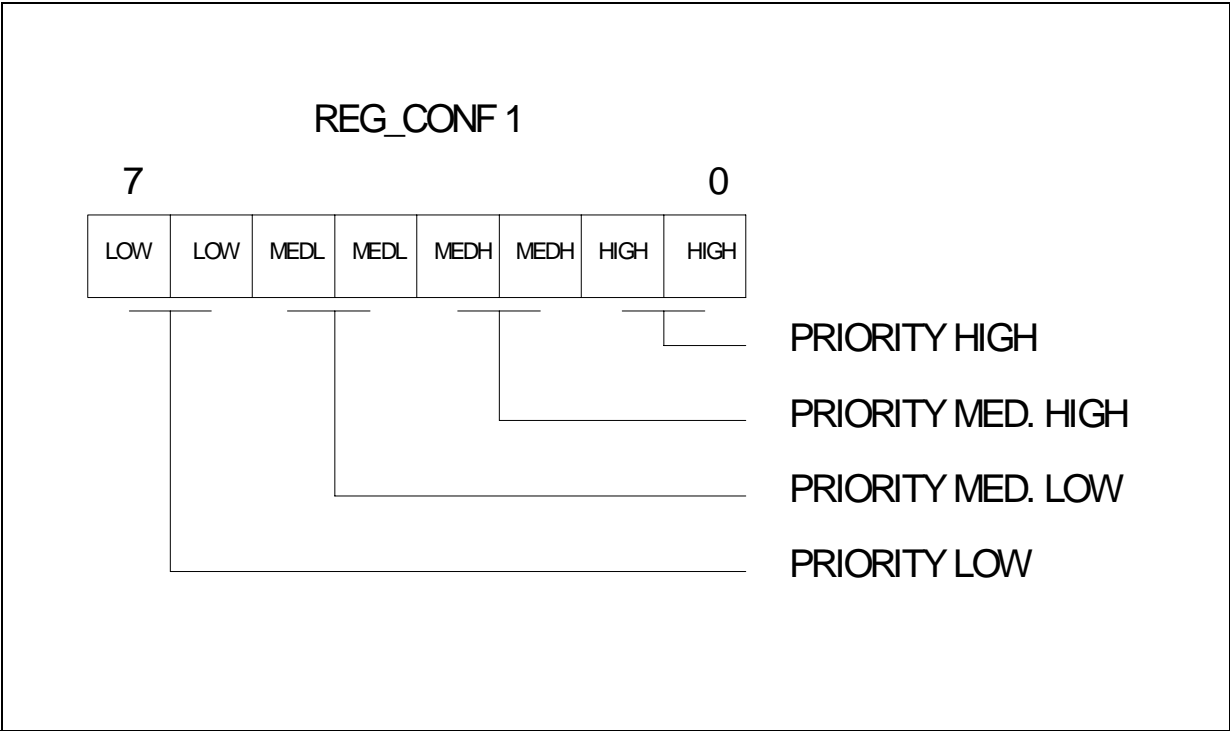 REG_CONF 1
7 0
LOW LOW MEDL MEDL MEDH MEDH HIGH HIGH
PRIORITY HIGH
PRIORITY MED. HIGH
PRIORITY MED. LOW
PRIORITY LOW